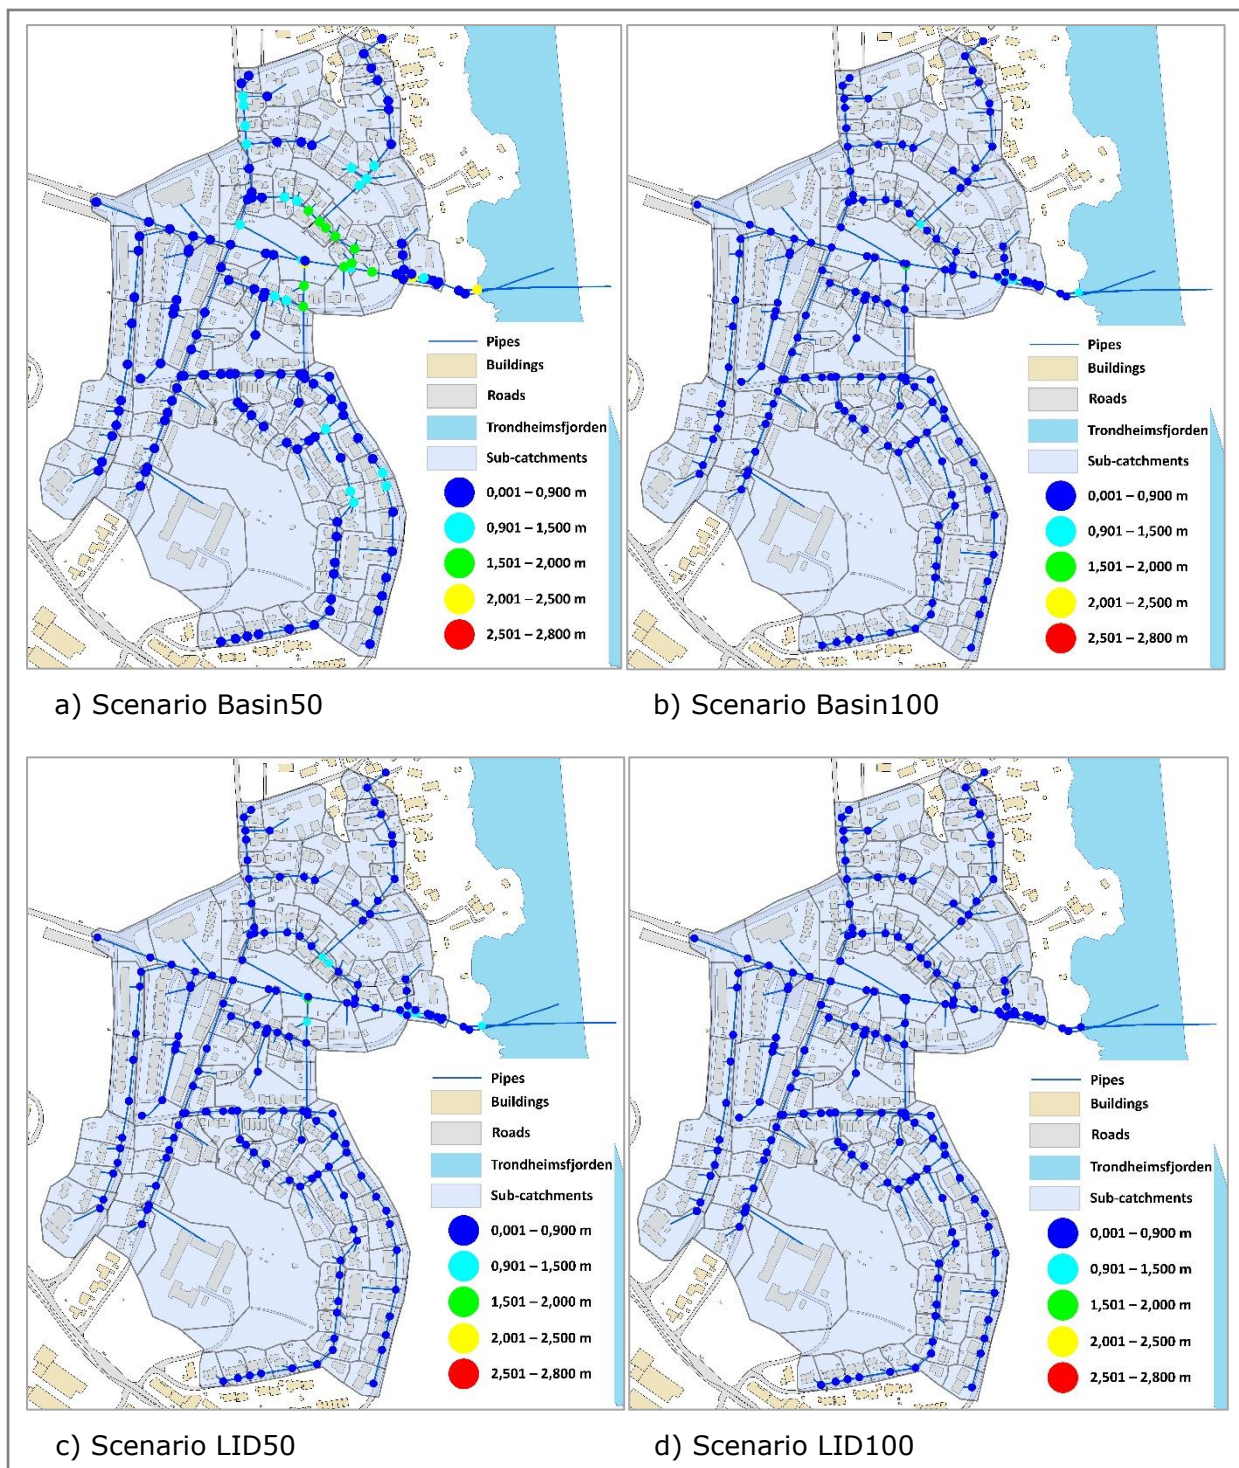 Pipes
Buildings
Roads
Trondheimsfjorden
Sub-catchments
0,001 – 0,900 m
0,901 – 1,500 m
1,501 – 2,000 m
2,001 – 2,500 m
2,501 – 2,800 m
a) Scenario Basin50
Pipes
Buildings
Roads
Trondheimsfjorden
Sub-catchments
0,001 – 0,900 m
0,901 – 1,500 m
1,501 – 2,000 m
2,001 – 2,500 m
2,501 – 2,800 m
b) Scenario Basin100
Pipes
Buildings
Roads
Trondheimsfjorden
Sub-catchments
0,001 – 0,900 m
0,901 – 1,500 m
1,501 – 2,000 m
2,001 – 2,500 m
2,501 – 2,800 m
c) Scenario LID50
Pipes
Buildings
Roads
Trondheimsfjorden
Sub-catchments
0,001 – 0,900 m
0,901 – 1,500 m
1,501 – 2,000 m
2,001 – 2,500 m
2,501 – 2,800 m
d) Scenario LID100